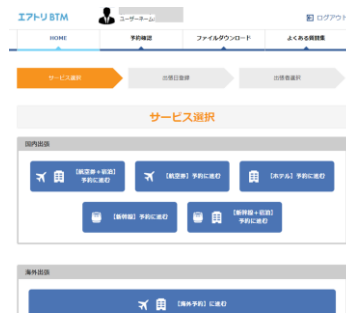 エアトリBTM
ユーザーネーム
ログアウト
HOME
予約確認
ファイルダウンロード
よくある質問集
サービス選択
出張日登録
出張者選択
サービス選択
国内出張
【航空券+宿泊】
予約に進む
【航空券】予約に進む
【ホテル】予約に進む
【新幹線】予約に進む
【新幹線+宿泊】
予約に進む
海外出張
【海外予約】に進む